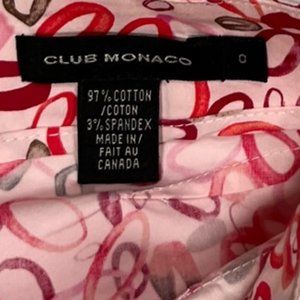 CLUB MONACO
0
97% COTTON
/COTON
3% SPANDEX
MADE IN/
FAIT AU
CANADA